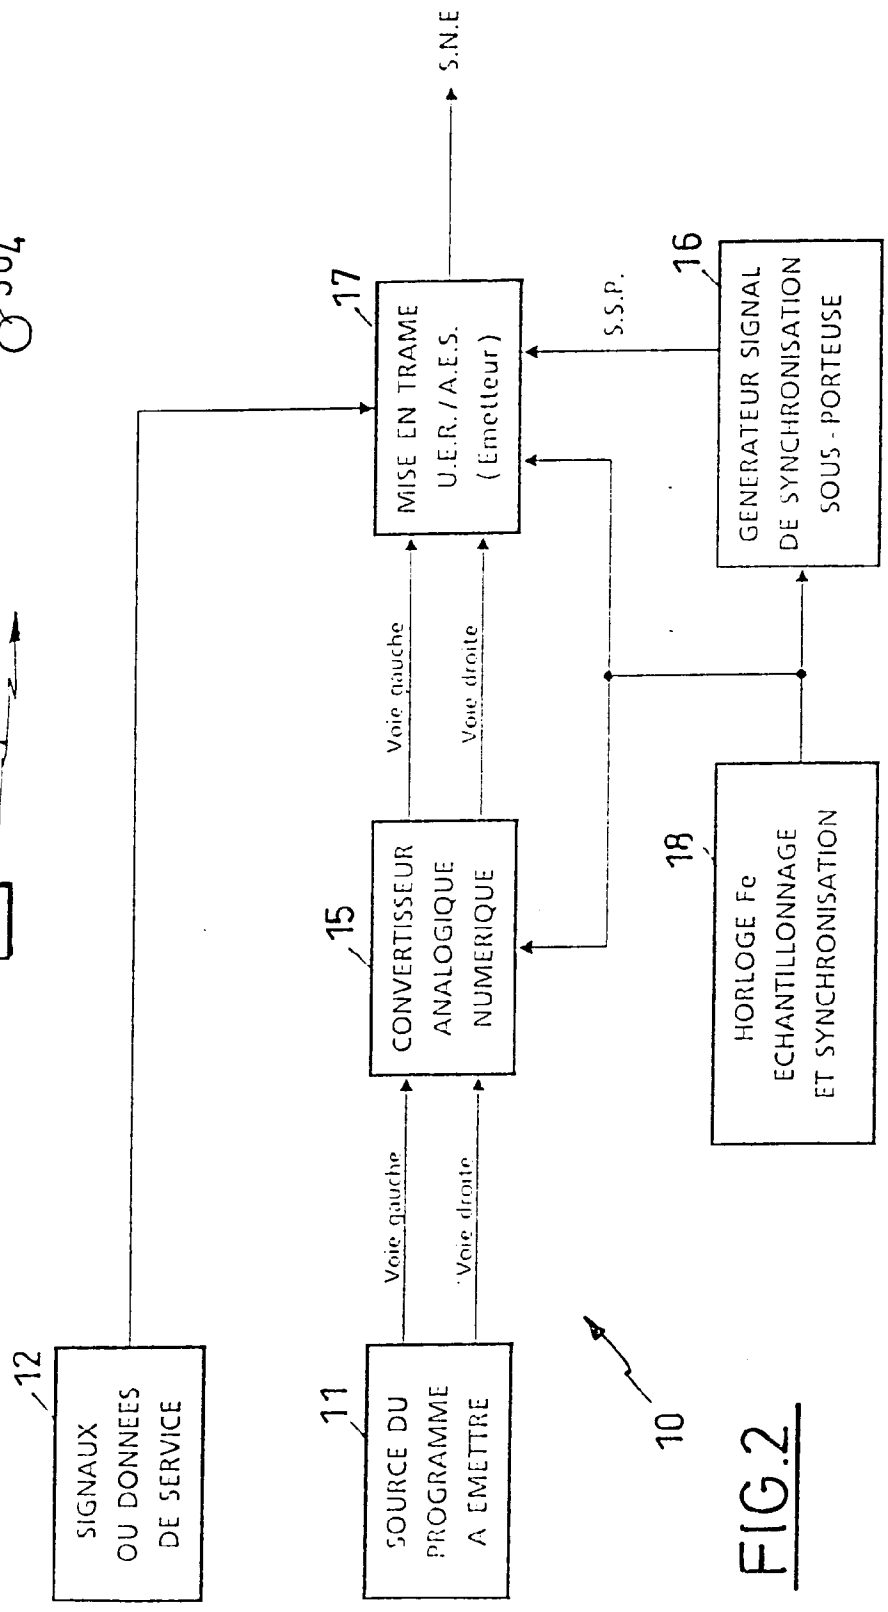 12
SIGNAUX
OU DONNEES
DE SERVICE
11
SOURCE DU
PROGRAMME
A EMETTRE
Voie gauche
Voie droite
15
CONVERTISSEUR
ANALOGIQUE
NUMERIQUE
Voie gauche
Voie droite
17
MISE EN TRAME
U.E.R./A.E.S.
(Emetteur)
S.N.E
S.S.P.
18
HORLOGE Fe
ECHANTILLONNAGE
ET SYNCHRONISATION
16
GENERATEUR SIGNAL
DE SYNCHRONISATION
SOUS-PORTEUSE
10
FIG.2